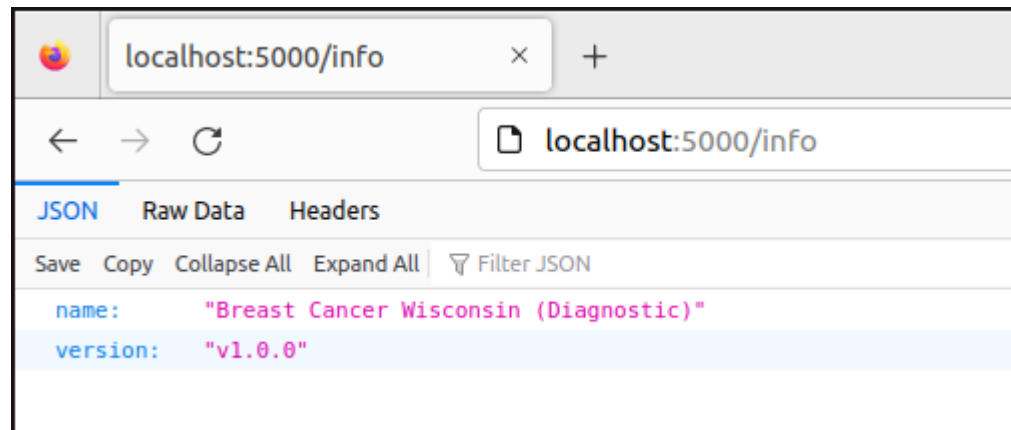 localhost:5000/info
localhost:5000/info
JSON Raw Data Headers
Save Copy Collapse All Expand All Filter JSON
name: "Breast Cancer Wisconsin (Diagnostic)"
version: "v1.0.0"